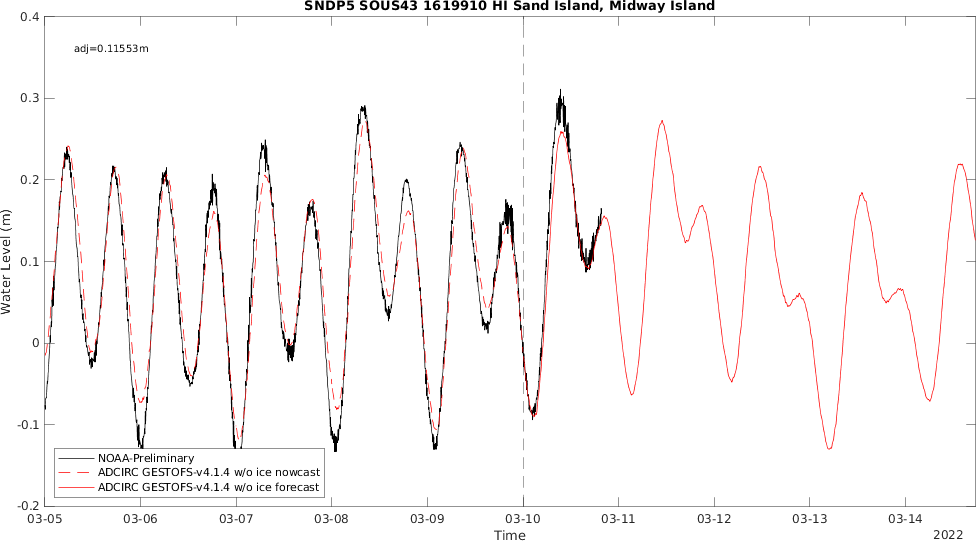 SNDP5 SOUS43 1619910 HI Sand Island, Midway Island
0.4
adj=0.11553m
0.3
0.2
0.1
0
-0.1
-0.2
Water Level (m)
NOAA-Preliminary
ADCIRC GESTOFS-v4.1.4 w/o ice nowcast
ADCIRC GESTOFS-v4.1.4 w/o ice forecast
03-05 03-06 03-07 03-08 03-09 03-10 03-11 03-12 03-13 03-14
Time
2022